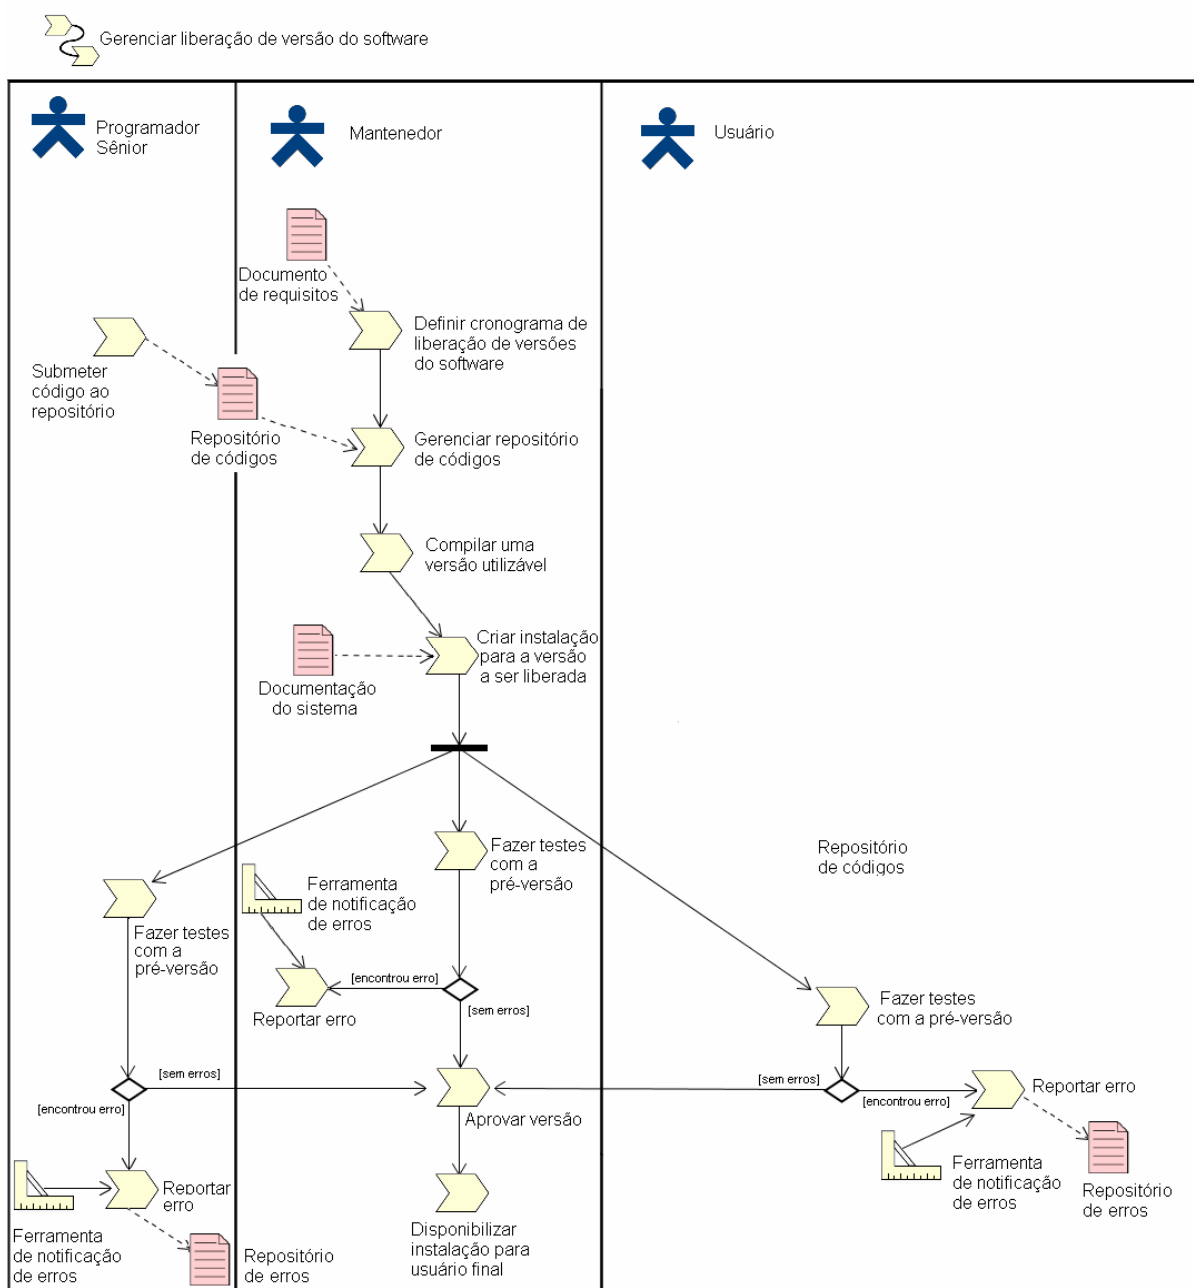 Gerenciar liberação de versão do software
Programador
Sênior
Mantenedor
Usuário
Documento
de requisitos
Definir cronograma de
liberação de versões
do software
Submeter
código ao
repositório
Repositório
de códigos
Gerenciar repositório
de códigos
Compilar uma
versão utilizável
Criar instalação
para a versão
a ser liberada
Documentação
do sistema
Fazer testes
com a
pré-versão
Repositório
de códigos
Ferramenta
de notificação
de erros
Fazer testes
com a
pré-versão
[encontrou erro]
Reportar erro
[sem erros]
Fazer testes
com a pré-versão
[sem erros]
[encontrou erro]
Aprovar versão
[sem erros]
[encontrou erro]
Reportar erro
Ferramenta
de notificação
de erros
Repositório
de erros
Reportar
erro
Ferramenta
de notificação
de erros
Repositório
de erros
Disponibilizar
instalação para
usuário final